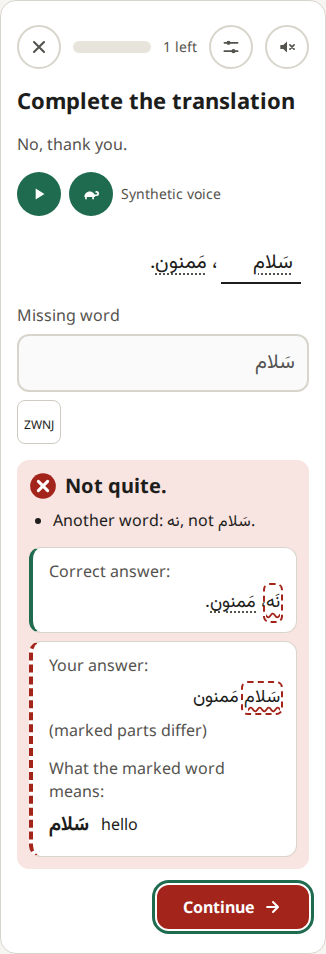 1 left
Complete the translation
No, thank you.
Synthetic voice
سَلام، مَمنون.
Missing word
سَلام
ZWNJ
Not quite.
• Another word: نه, not سَلام.
Correct answer:
نَه، مَمنون.
Your answer:
سَلام مَمنون
(marked parts differ)
What the marked word
means:
سَلام hello
Continue